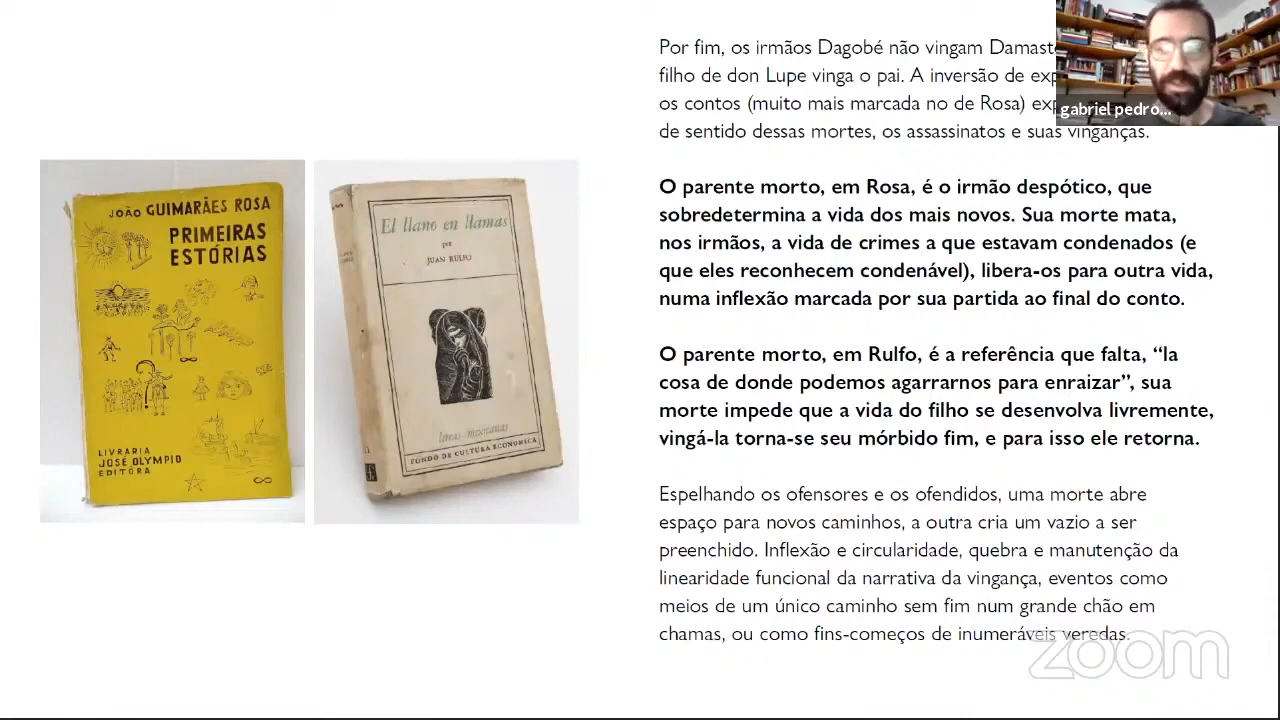 Por fim, os irmãos Dagobé não vingam
filho de don Lupe vinga o pai. A inversão de
os contos (muito mais marcada no de Rosa)
de sentido dessas mortes, os assassinatos e suas vinganças.
O parente morto, em Rosa, é o irmão despótico, que
sobredetermina a vida dos mais novos. Sua morte mata,
nos irmãos, a vida de crimes a que estavam condenados (e
que eles reconhecem condenável), libera-os para outra vida,
numa inflexão marcada por sua partida ao final do conto.
O parente morto, em Rulfo, é a referência que falta, “la
cosa de donde podemos agarrarnos para enraizar”, sua
morte impede que a vida do filho se desenvolva livremente,
vingá-la torna-se seu mórbido fim, e para isso ele retorna.
Espelhando os ofensores e os ofendidos, uma morte abre
espaço para novos caminhos, a outra cria um vazio a ser
preenchido. Inflexão e circularidade, quebra e manutenção da
linearidade funcional da narrativa da vingança, eventos como
meios de um único caminho sem fim num grande chão em
chamas, ou como fins-começos de inumeráveis veredas.
gabriel pedro...
JOÃO GUIMARÃES ROSA
PRIMEIRAS
ESTÓRIAS
LIVRARIA
JOSÉ OLYMPIO
EDITÔRA
El llano en llamas
por
JUAN RULFO
letras mexicanas
FONDO DE CULTURA ECONOMICA
zoom